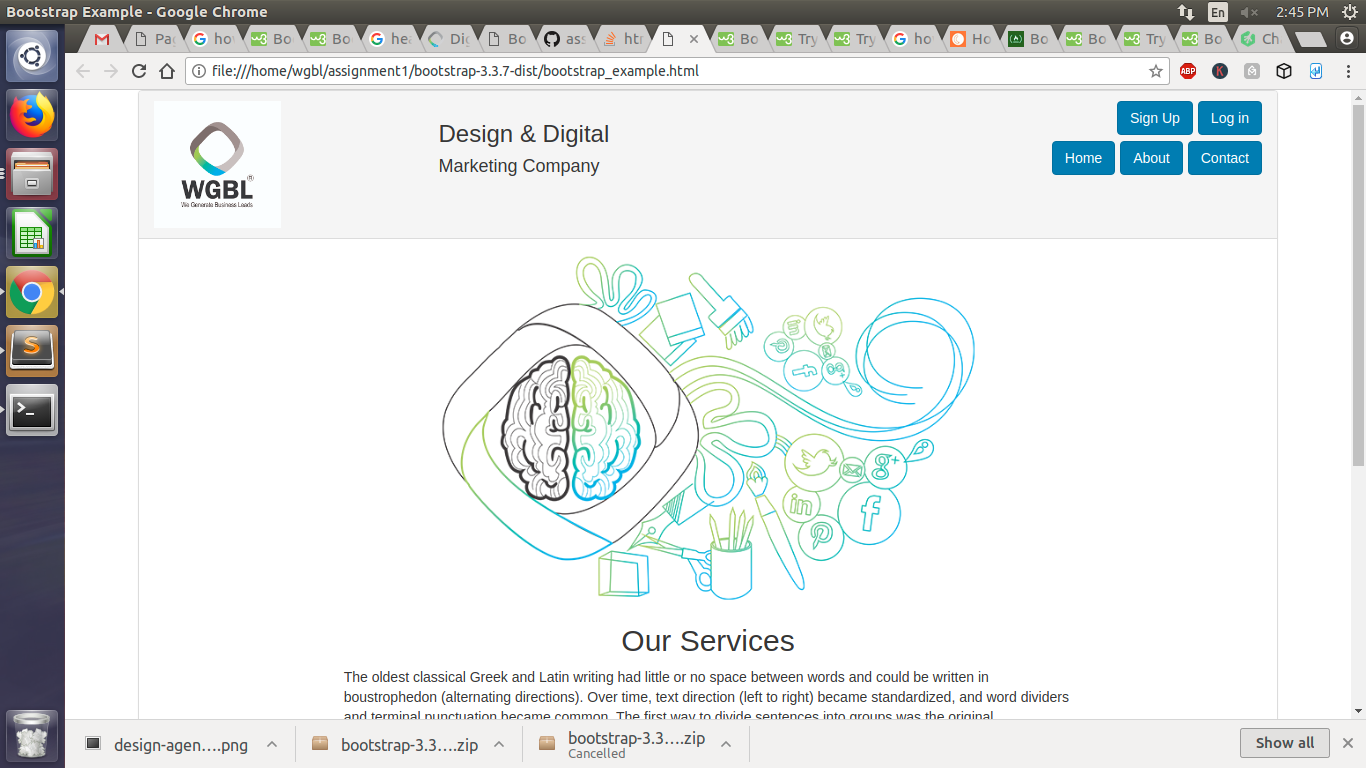 Bootstrap Example - Google Chrome
En
2:45 PM
Pa
ho
Bo
Bo
hea
Dig
Bo
ass
htr
×
Bo
Try
Try
ho
Ho
Bo
Bo
Try
Bo
Ch
file:///home/wgbl/assignment1/bootstrap-3.3.7-dist/bootstrap_example.html
ABP
K
WGBL®
We Generate Business Leads
Design & Digital
Marketing Company
Sign Up
Log in
Home
About
Contact
Our Services
The oldest classical Greek and Latin writing had little or no space between words and could be written in
boustrophedon (alternating directions). Over time, text direction (left to right) became standardized, and word dividers
and terminal punctuation became common. The first way to divide sentences into groups was the original
design-agen....png
bootstrap-3.3....zip
bootstrap-3.3....zip
Cancelled
Show all